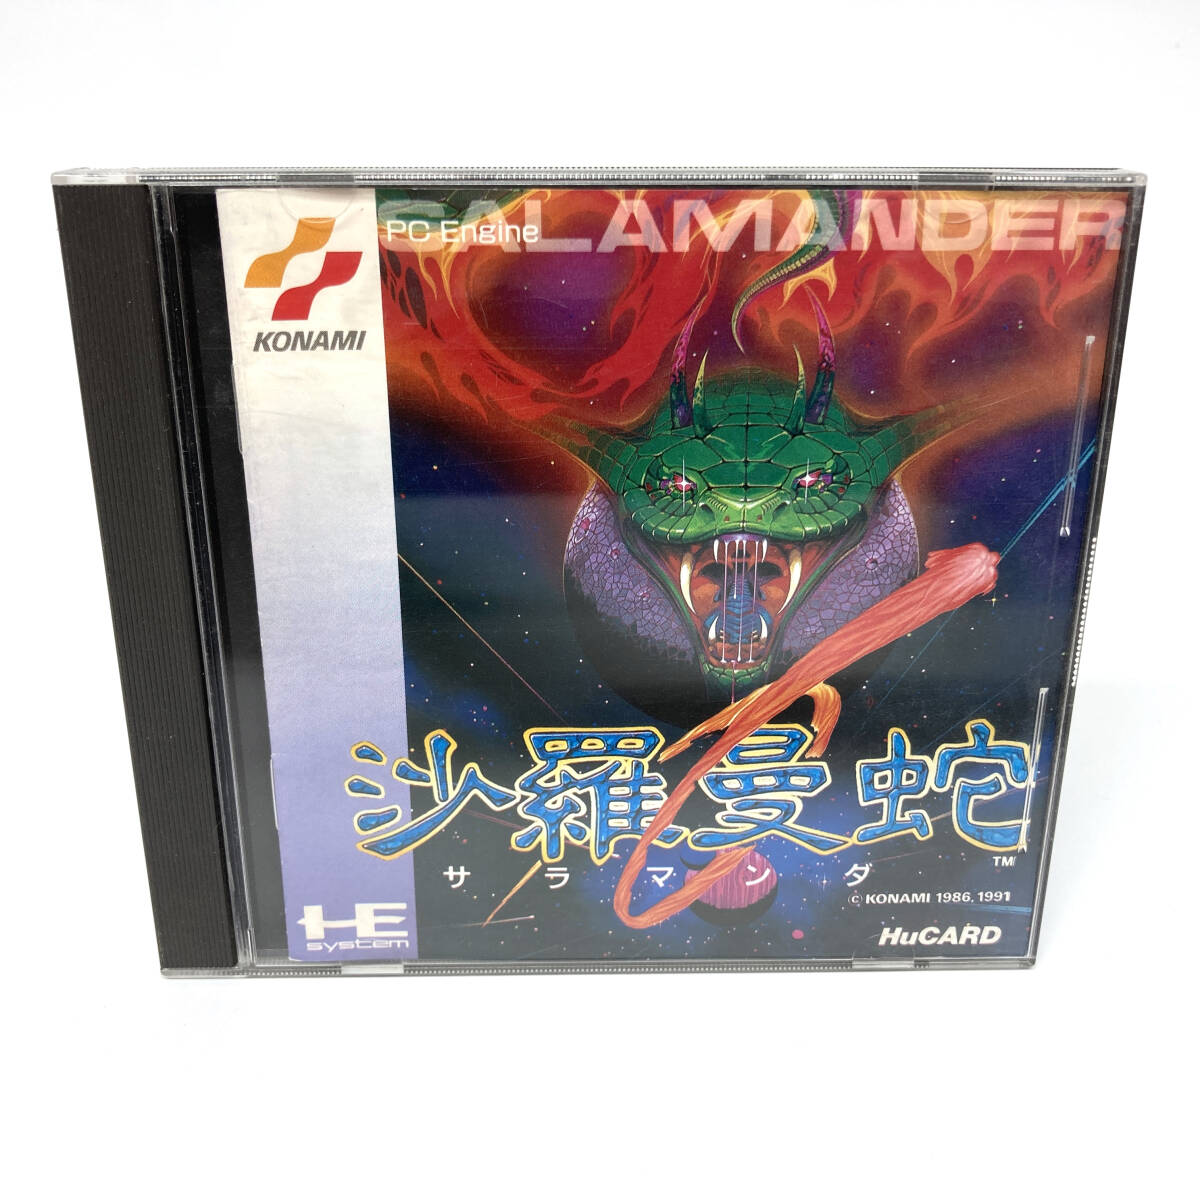 SALAMANDER
PC Engine
KONAMI
沙羅曼蛇
TM
サラマンダ
© KONAMI 1986, 1991
HE
system
HuCARD